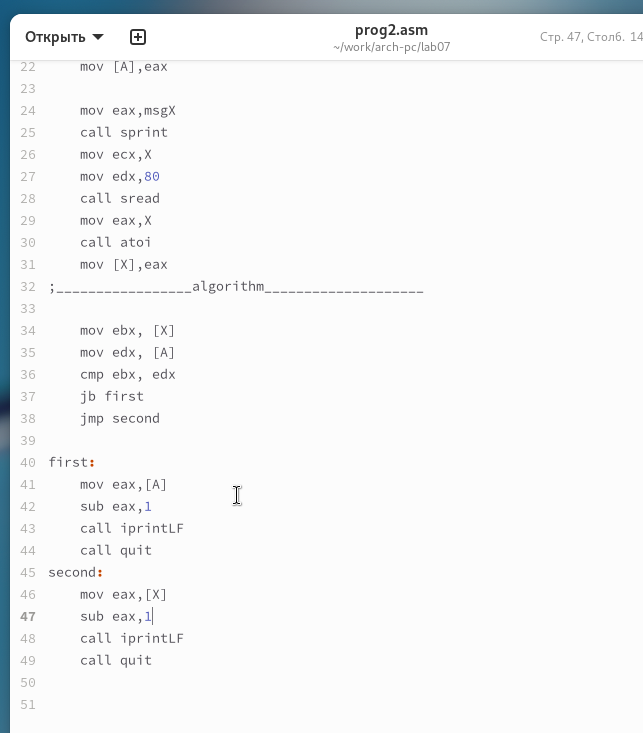 Открыть
prog2.asm
~/work/arch-pc/lab07
Стр. 47, Столб. 14
22 mov [A],eax
23
24 mov eax,msgX
25 call sprint
26 mov ecx,X
27 mov edx,80
28 call sread
29 mov eax,X
30 call atoi
31 mov [X],eax
32 ;_________________algorithm____________________
33
34 mov ebx, [X]
35 mov edx, [A]
36 cmp ebx, edx
37 jb first
38 jmp second
39
40 first:
41 mov eax,[A]
42 sub eax,1
43 call iprintLF
44 call quit
45 second:
46 mov eax,[X]
47 sub eax,1
48 call iprintLF
49 call quit
50
51